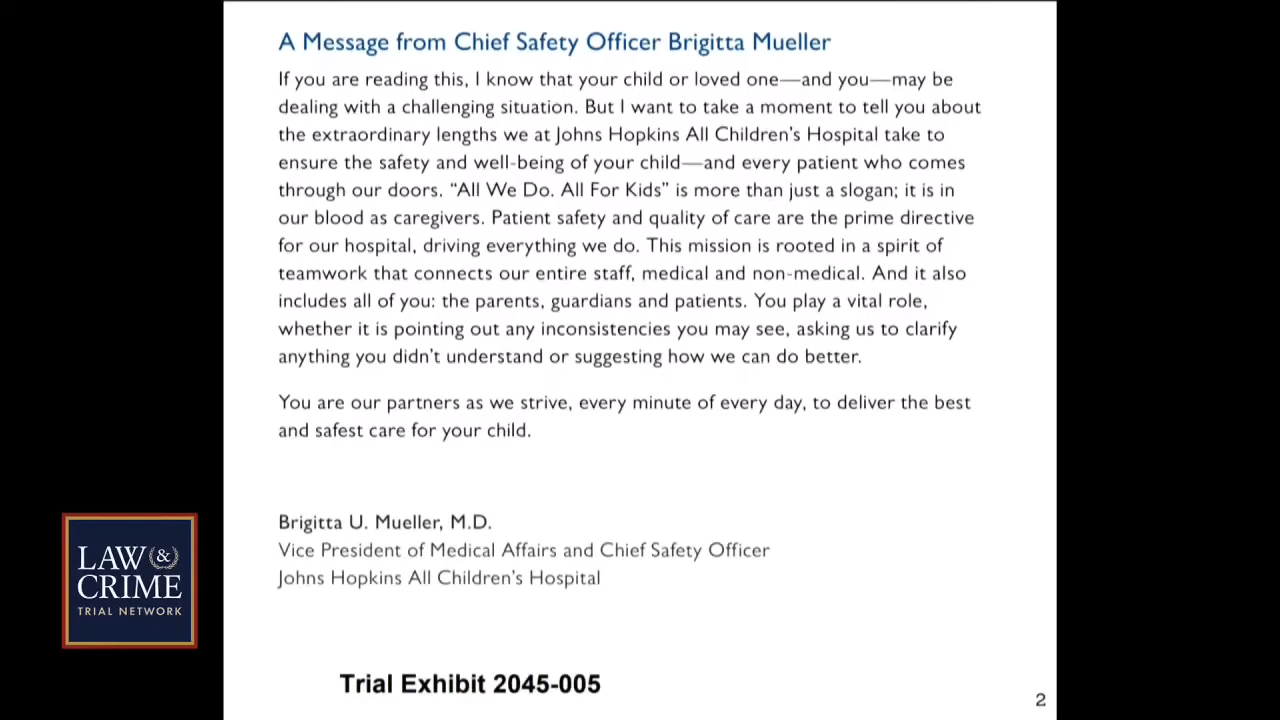 A Message from Chief Safety Officer Brigitta Mueller
If you are reading this, I know that your child or loved one—and you—may be
dealing with a challenging situation. But I want to take a moment to tell you about
the extraordinary lengths we at Johns Hopkins All Children’s Hospital take to
ensure the safety and well-being of your child—and every patient who comes
through our doors. “All We Do. All For Kids” is more than just a slogan; it is in
our blood as caregivers. Patient safety and quality of care are the prime directive
for our hospital, driving everything we do. This mission is rooted in a spirit of
teamwork that connects our entire staff, medical and non-medical. And it also
includes all of you: the parents, guardians and patients. You play a vital role,
whether it is pointing out any inconsistencies you may see, asking us to clarify
anything you didn’t understand or suggesting how we can do better.
You are our partners as we strive, every minute of every day, to deliver the best
and safest care for your child.
Brigitta U. Mueller, M.D.
Vice President of Medical Affairs and Chief Safety Officer
Johns Hopkins All Children’s Hospital
LAW &
CRIME
TRIAL NETWORK
Trial Exhibit 2045-005
2